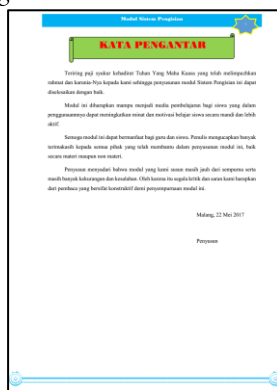 Modul Sistem Pengisian
KATA PENGANTAR
Teriring puji syukur kehadirat Tuhan Yang Maha Kuasa yang telah melimpahkan
rahmat dan karunia-Nya kepada kami sehingga penyusunan modul Sistem Pengisian ini dapat
diselesaikan dengan baik.
Modul ini diharapkan mampu menjadi media pembelajaran bagi siswa yang dalam
penggunaannya dapat meningkatkan minat dan motivasi belajar siswa secara mandi dan lebih
aktif.
Semoga modul ini dapat bermanfaat bagi guru dan siswa. Penulis mengucapkan banyak
terimakasih kepada semua pihak yang telah membantu dalam penyusunan modul ini, baik
secara materi maupun non materi.
Penyusun menyadari bahwa modul yang kami susun masih jauh dari sempurna serta
masih banyak kekurangan dan kesalahan. Oleh karena itu segala kritik dan saran kami harapkan
dari pembaca yang bersifat konstruktif demi penyempurnaan modul ini.
Malang, 22 Mei 2017
Penyusun